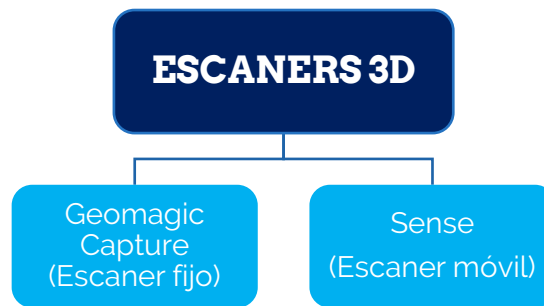 ESCANERS 3D
Geomagic
Capture
(Escaner fijo)
Sense
(Escaner móvil)